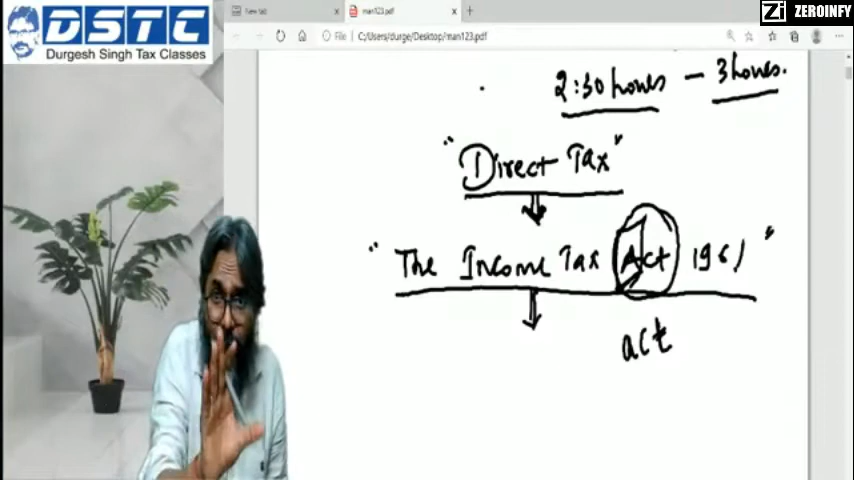 DSTC
Durgesh Singh Tax Classes
New tab
man123.pdf
File | C:/Users/durge/Desktop/man123.pdf
Zi ZEROINFY
2:30 hours - 3 hours.
"Direct Tax"
"The Income Tax Act 1961"
act